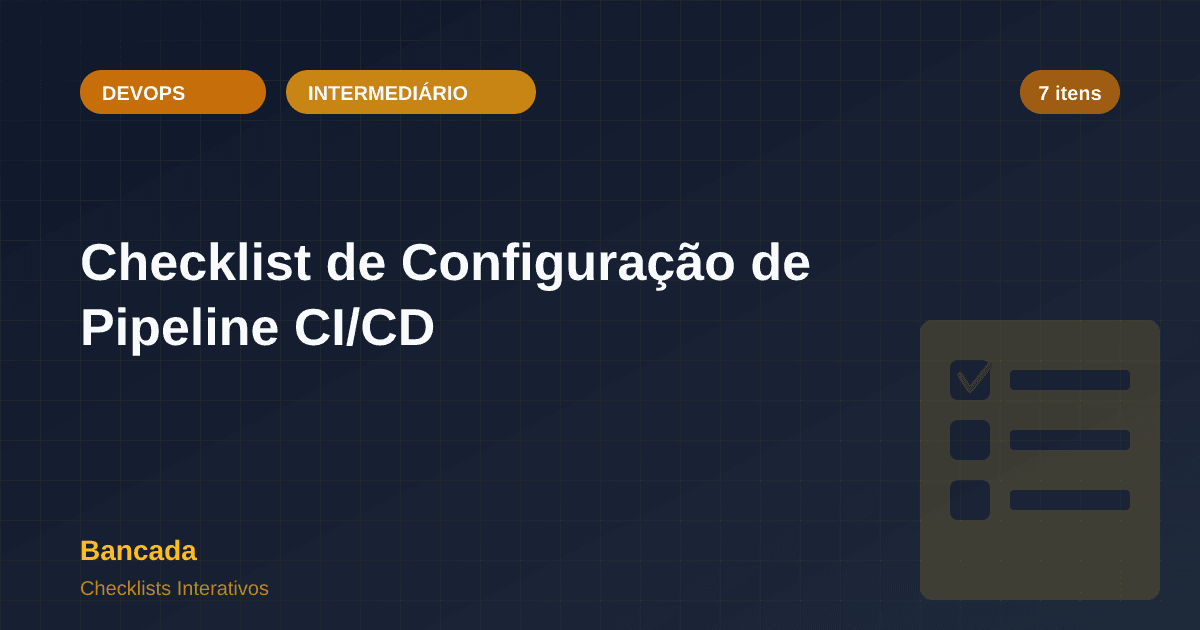 DEVOPS
INTERMEDIÁRIO
7 itens
Checklist de Configuração de
Pipeline CI/CD
Bancada
Checklists Interativos